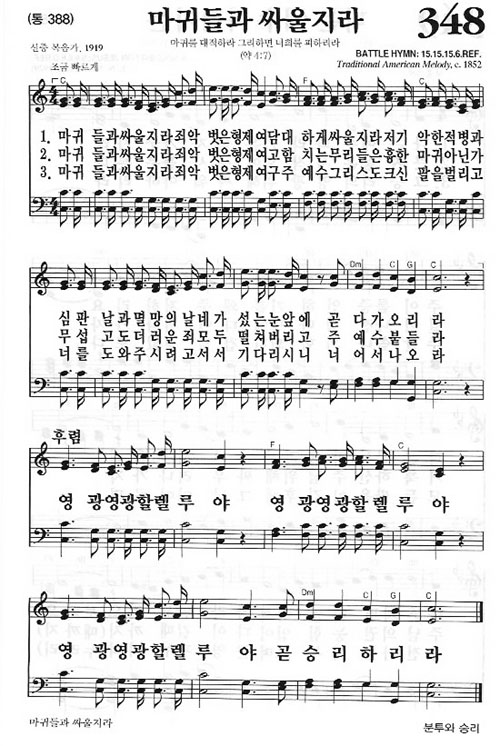 (통 388)
마귀들과 싸울지라
348
신증 복음가, 1919
마귀를 대적하라 그리하면 너희를 피하리라
(약 4:7)
BATTLE HYMN: 15.15.15.6.REF.
Traditional American Melody, c. 1852
조금 빠르게
C F C
1. 마귀 들과싸울지라죄악 벗은형제여담대 하게싸울지라저기 악한적병과
2. 마귀 들과싸울지라죄악 벗은형제여고함 치는무리들은흉한 마귀아닌가
3. 마귀 들과싸울지라죄악 벗은형제여구주 예수그리스도크신 팔을벌리고
Dm C G C
심판 날과멸망의날네가 섰는눈앞에 곧 다가오리라
무섭 고도더러운죄모두 떨쳐버리고 주 예수붙들라
너를 도와주시려고서서 기다리시니 너 어서나오라
후렴
F C
영 광영광할렐루야 영 광영광할렐루야
Dm C G C
영 광영광할렐루야곧승리하리라
마귀들과 싸울지라
분투와 승리